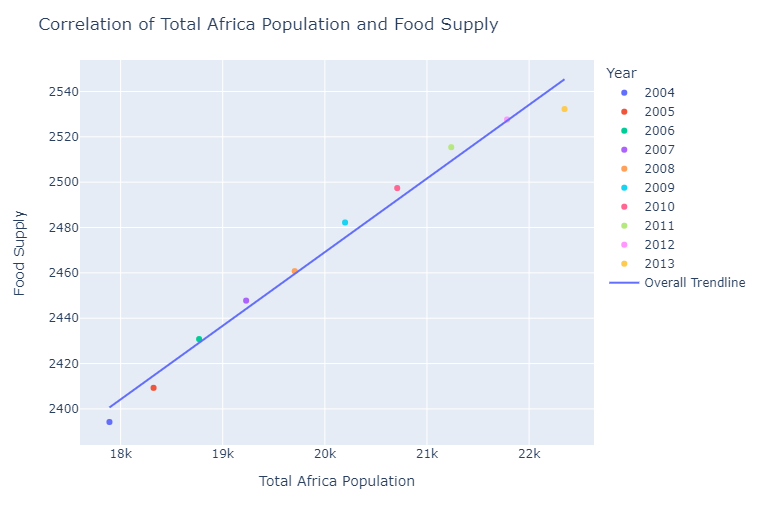 Correlation of Total Africa Population and Food Supply
Food Supply
2540
2520
2500
2480
2460
2440
2420
2400
18k
19k
20k
21k
22k
Total Africa Population
Year
2004
2005
2006
2007
2008
2009
2010
2011
2012
2013
Overall Trendline